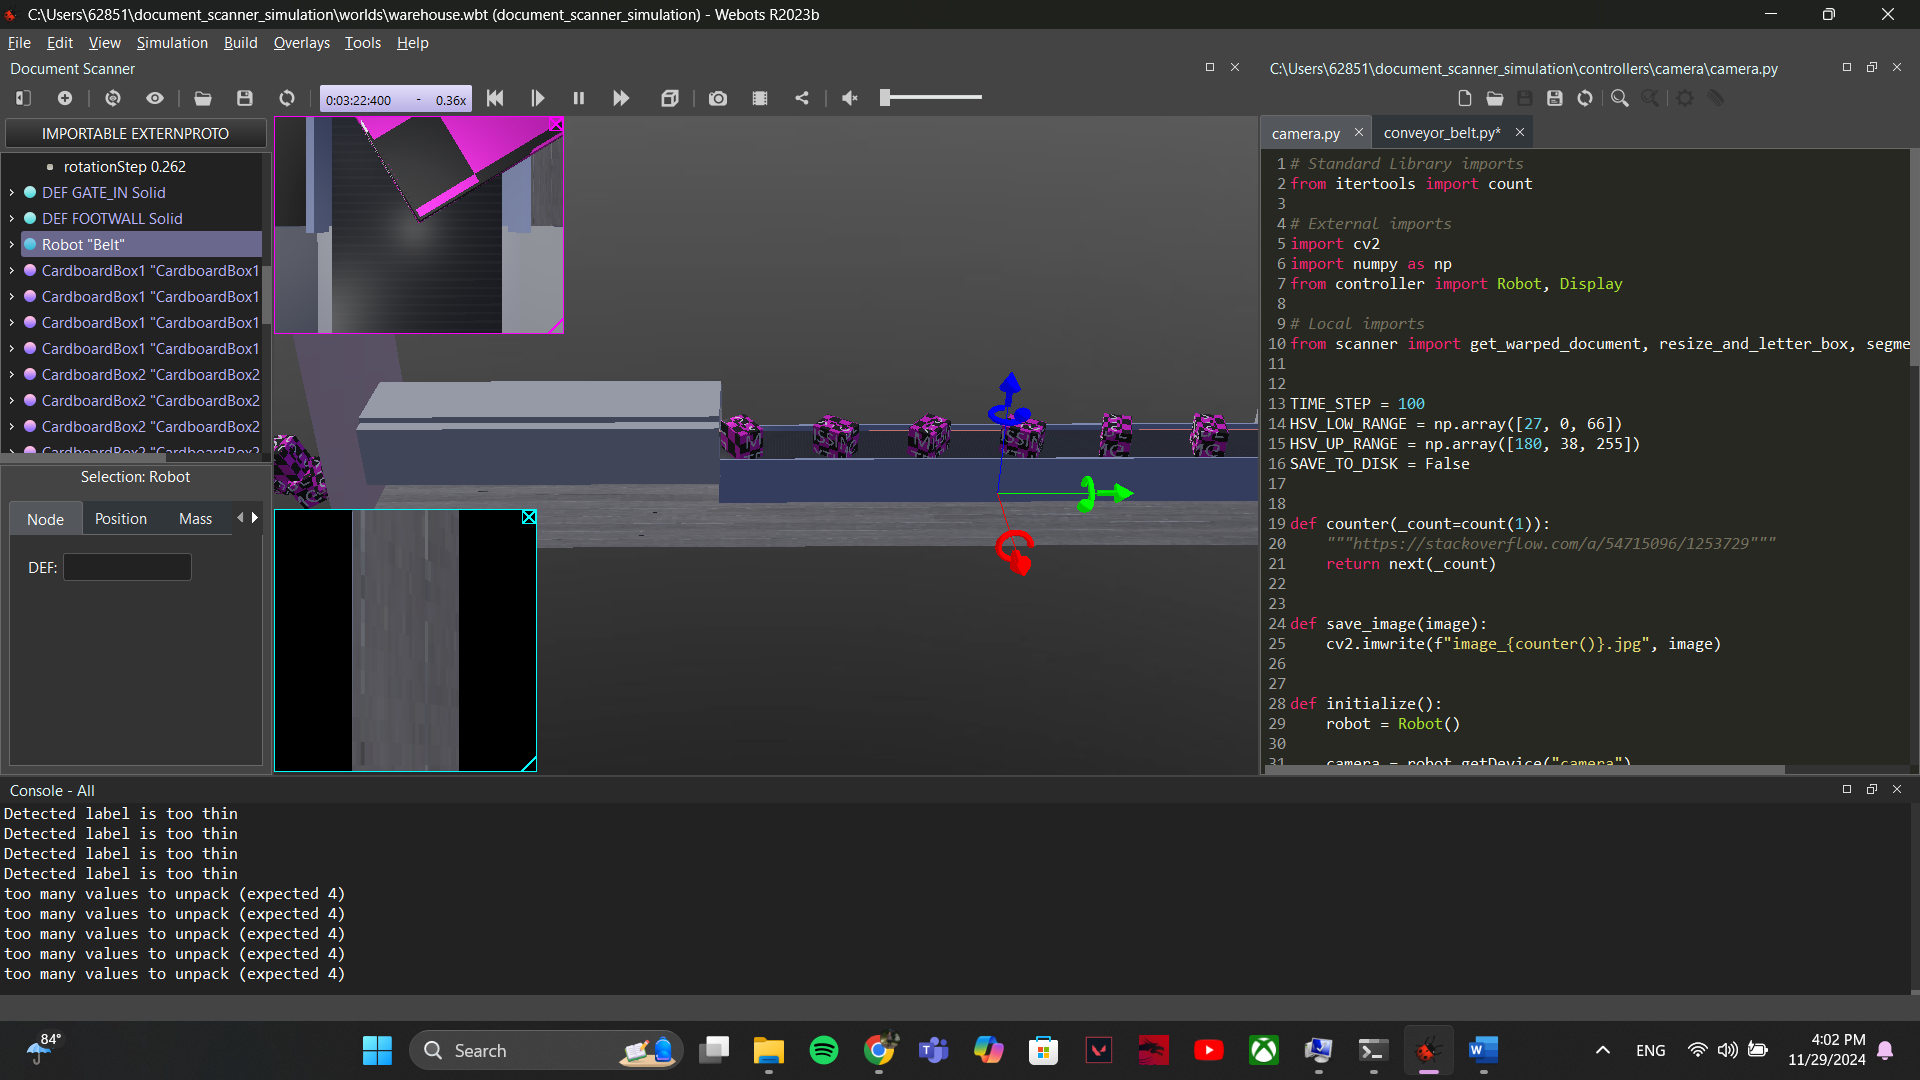 C:\Users\62851\document_scanner_simulation\worlds\warehouse.wbt (document_scanner_simulation) - Webots R2023b
File Edit View Simulation Build Overlays Tools Help
Document Scanner
0:03:22:400 - 0.36x
IMPORTABLE EXTERNPROTO
rotationStep 0.262
DEF GATE_IN Solid
DEF FOOTWALL Solid
Robot "Belt"
CardboardBox1 "CardboardBox1
CardboardBox1 "CardboardBox1
CardboardBox1 "CardboardBox1
CardboardBox1 "CardboardBox1
CardboardBox2 "CardboardBox2
CardboardBox2 "CardboardBox2
CardboardBox2 "CardboardBox2
CardboardBox2 "CardboardBox2
Selection: Robot
Node Position Mass
DEF:
C:\Users\62851\document_scanner_simulation\controllers\camera\camera.py
camera.py conveyor_belt.py*
1 # Standard Library imports
2 from itertools import count
3
4 # External imports
5 import cv2
6 import numpy as np
7 from controller import Robot, Display
8
9 # Local imports
10 from scanner import get_warped_document, resize_and_letter_box, segme
11
12
13 TIME_STEP = 100
14 HSV_LOW_RANGE = np.array([27, 0, 66])
15 HSV_UP_RANGE = np.array([180, 38, 255])
16 SAVE_TO_DISK = False
17
18
19 def counter(_count=count(1)):
20 """https://stackoverflow.com/a/54715096/1253729"""
21 return next(_count)
22
23
24 def save_image(image):
25 cv2.imwrite(f"image_{counter()}.jpg", image)
26
27
28 def initialize():
29 robot = Robot()
30
31 camera = robot.getDevice("camera")
Console - All
Detected label is too thin
Detected label is too thin
Detected label is too thin
Detected label is too thin
too many values to unpack (expected 4)
too many values to unpack (expected 4)
too many values to unpack (expected 4)
too many values to unpack (expected 4)
too many values to unpack (expected 4)
84°
Search
ENG
4:02 PM
11/29/2024